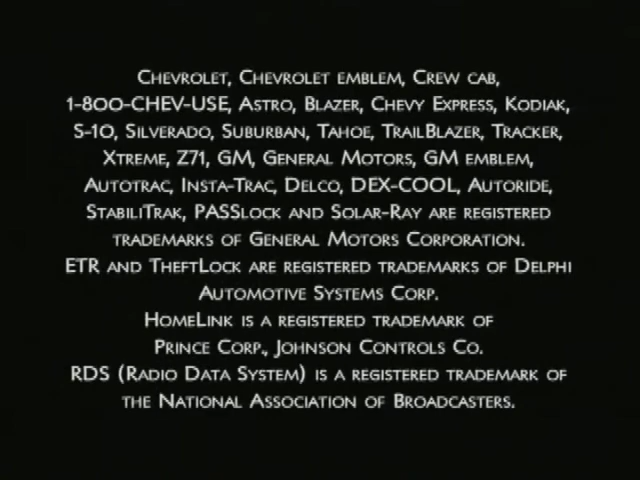 Chevrolet, Chevrolet emblem, Crew cab,
1-800-CHEV-USE, Astro, Blazer, Chevy Express, Kodiak,
S-10, Silverado, Suburban, Tahoe, TrailBlazer, Tracker,
Xtreme, Z71, GM, General Motors, GM emblem,
Autotrac, Insta-Trac, Delco, DEX-COOL, Autoride,
StabiliTrak, PASSlock and Solar-Ray are registered
trademarks of General Motors Corporation.
ETR and TheftLock are registered trademarks of Delphi
Automotive Systems Corp.
HomeLink is a registered trademark of
Prince Corp., Johnson Controls Co.
RDS (Radio Data System) is a registered trademark of
the National Association of Broadcasters.